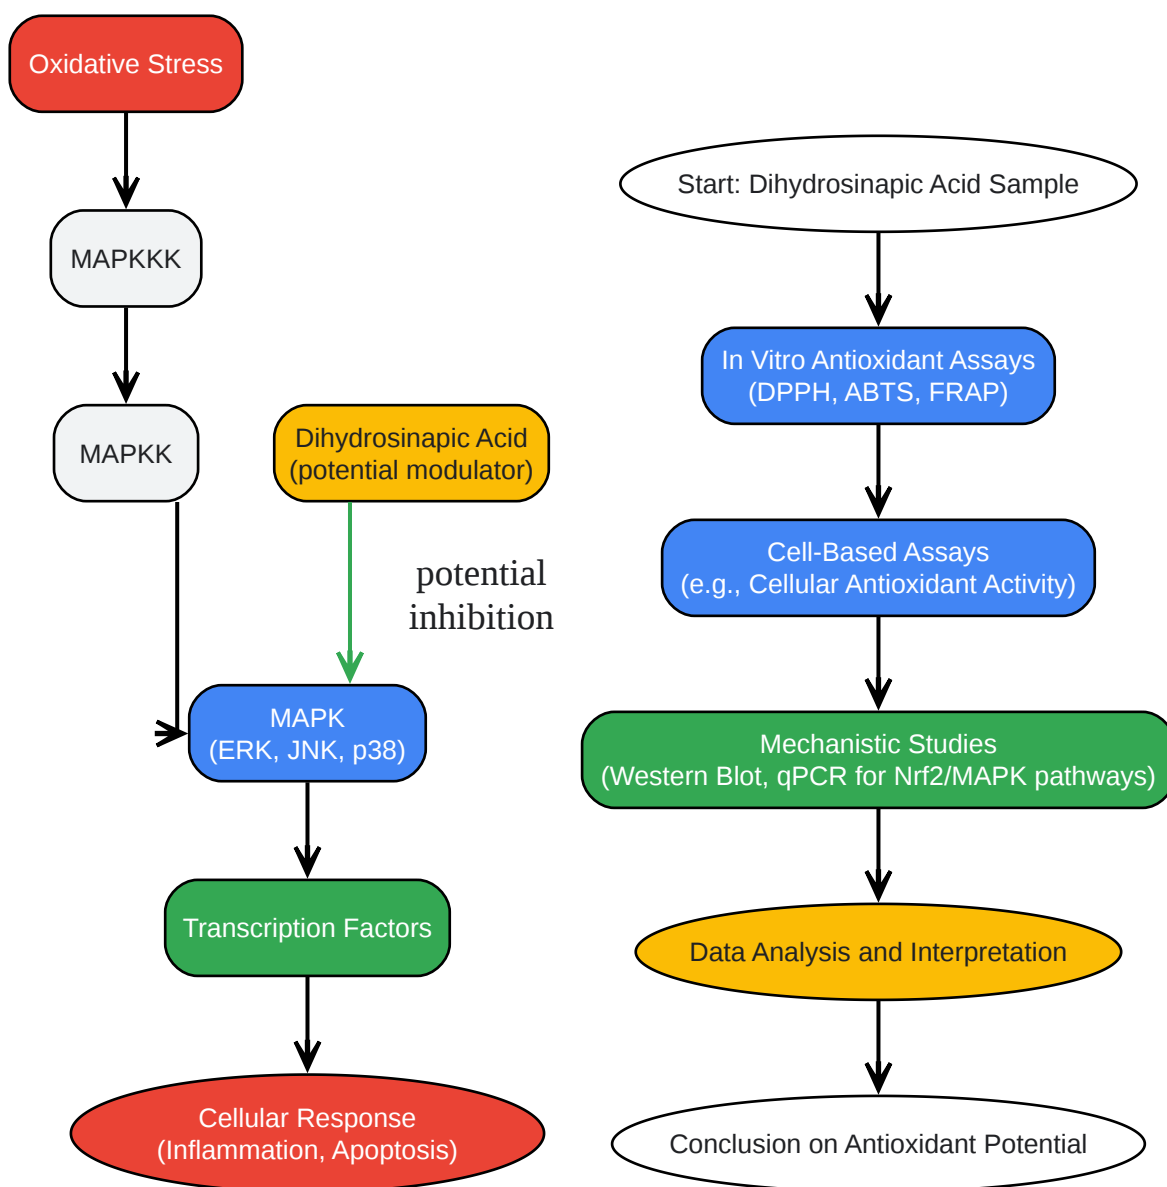 Oxidative Stress
MAPKKK
MAPKK
Dihydrosinapic Acid
(potential modulator)
potential
inhibition
MAPK
(ERK, JNK, p38)
Transcription Factors
Cellular Response
(Inflammation, Apoptosis)
Start: Dihydrosinapic Acid Sample
In Vitro Antioxidant Assays
(DPPH, ABTS, FRAP)
Cell-Based Assays
(e.g., Cellular Antioxidant Activity)
Mechanistic Studies
(Western Blot, qPCR for Nrf2/MAPK pathways)
Data Analysis and Interpretation
Conclusion on Antioxidant Potential